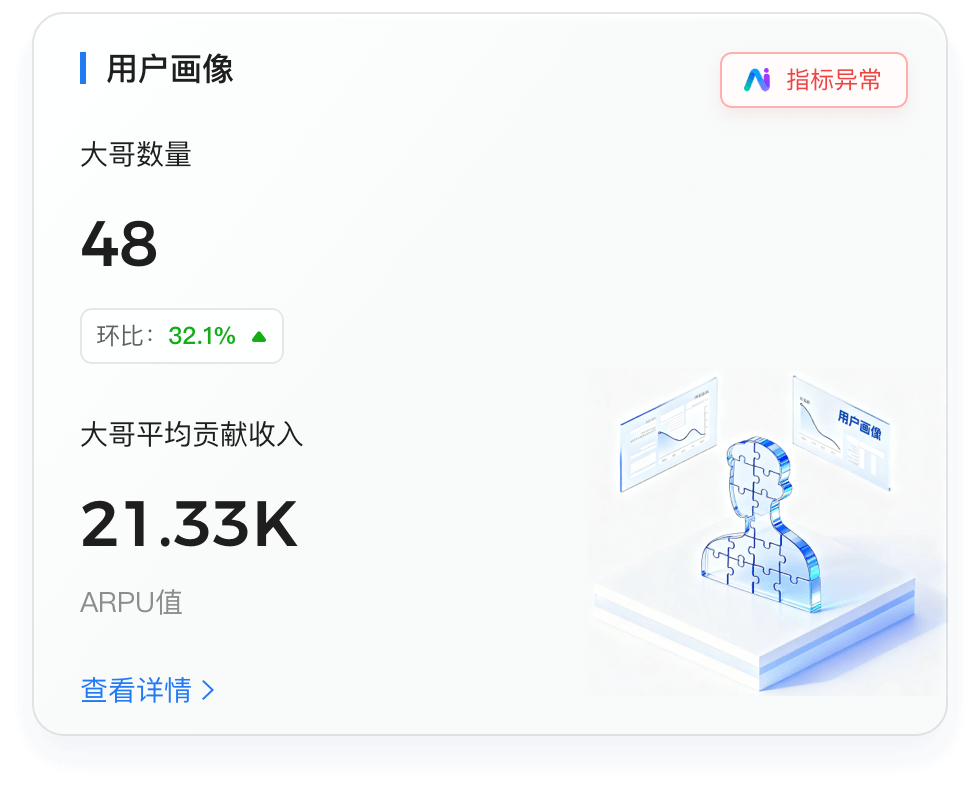 用户画像
指标异常
大哥数量
48
环比：32.1%
大哥平均贡献收入
21.33K
ARPU值
用户画像
查看详情